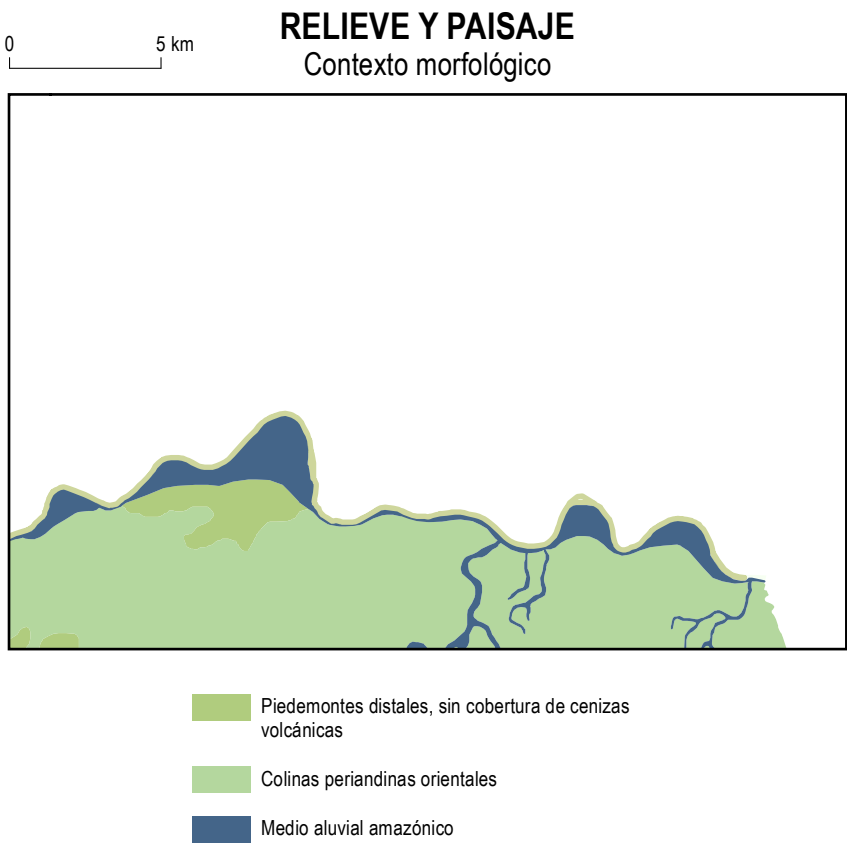 RELIEVE Y PAISAJE
Contexto morfológico
0 5 km
Piedemontes distales, sin cobertura de cenizas
volcánicas
Colinas periandinas orientales
Medio aluvial amazónico